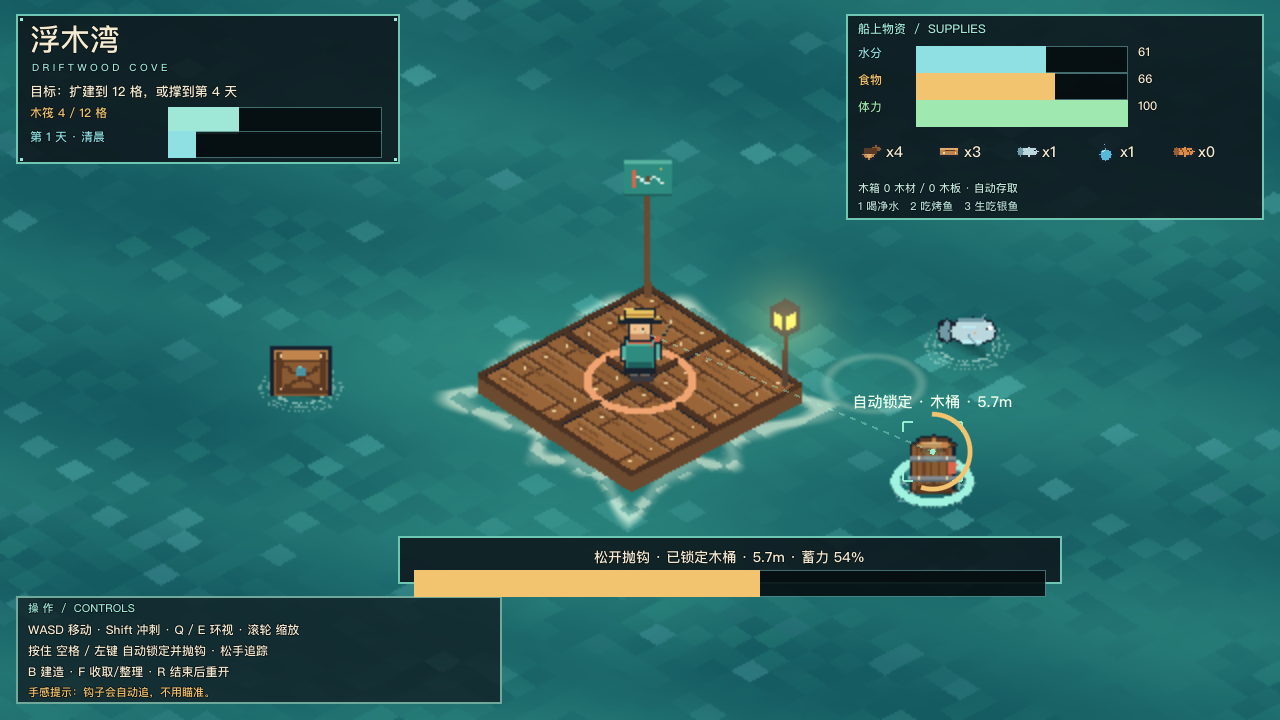 浮木湾
DRIFTWOOD COVE
目标：扩建到 12 格，或撑到第 4 天
木筏 4 / 12 格
第 1 天 · 清晨
船上物资 / SUPPLIES
水分 61
食物 66
体力 100
x4 x3 x1 x1 x0
木箱 0 木材 / 0 木板 · 自动存取
1 喝净水 2 吃烤鱼 3 生吃银鱼
自动锁定 · 木桶 · 5.7m
松开抛钩 · 已锁定木桶 · 5.7m · 蓄力 54%
操作 / CONTROLS
WASD 移动 · Shift 冲刺 · Q / E 环视 · 滚轮 缩放
按住 空格 / 左键 自动锁定并抛钩 · 松手追踪
B 建造 · F 收取/整理 · R 结束后重开
手感提示：钩子会自动追，不用瞄准。